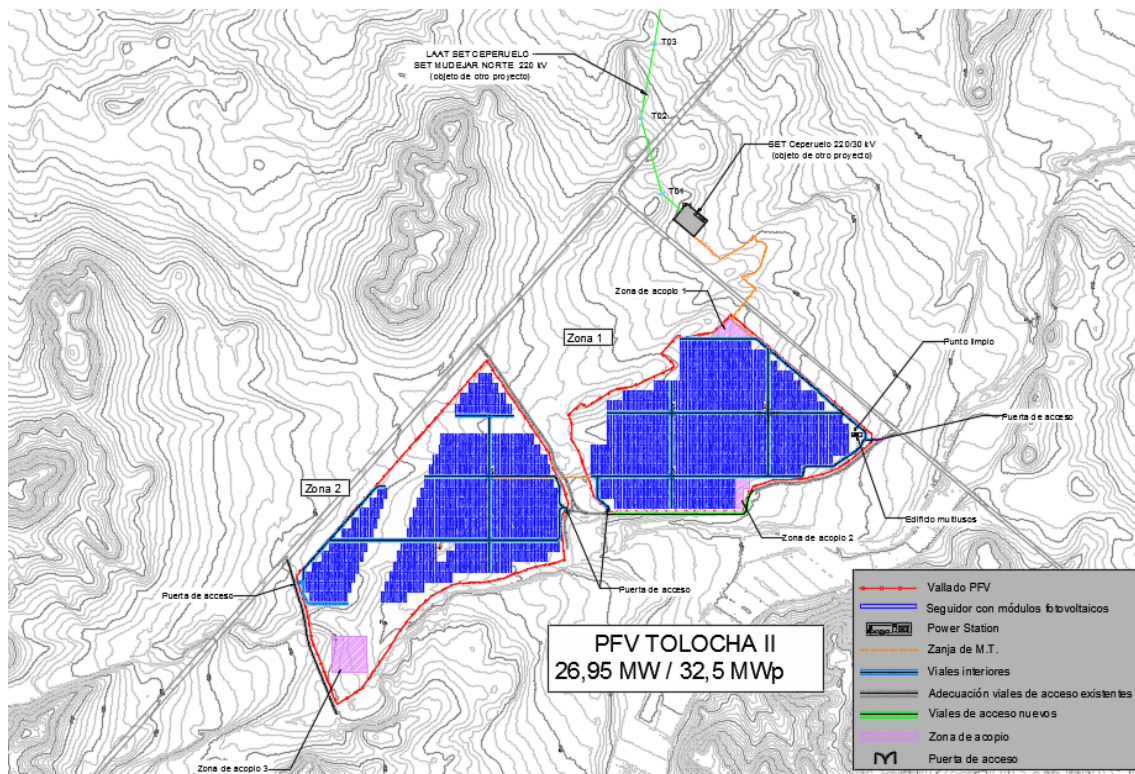 T03
LAAT SET CEPERUELO
SET MUDEJAR NORTE 220 kV
(objeto de otro proyecto)
T02
SET Ceperuelo 220/30 kV
(objeto de otro proyecto)
T01
Zona de acopio 1
Zona 1
Punto limpio
Puerta de acceso
Zona 2
Edificio multiusos
Zona de acopio 2
Puerta de acceso
Puerta de acceso
PFV TOLOCHA II
26,95 MW / 32,5 MWp
Zona de acopio 3
Vallado PFV
Seguidor con módulos fotovoltaicos
Power Station
Zanja de M.T.
Viales interiores
Adecuación viales de acceso existentes
Viales de acceso nuevos
Zona de acopio
Puerta de acceso